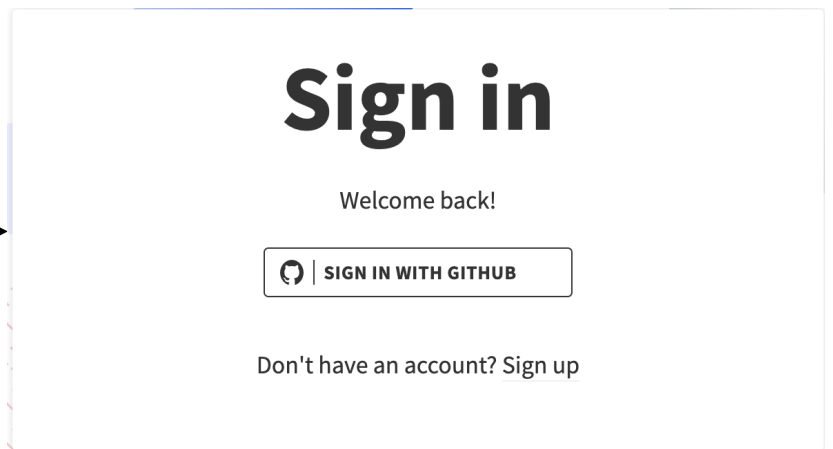 Sign in
Welcome back!
SIGN IN WITH GITHUB
Don't have an account? Sign up